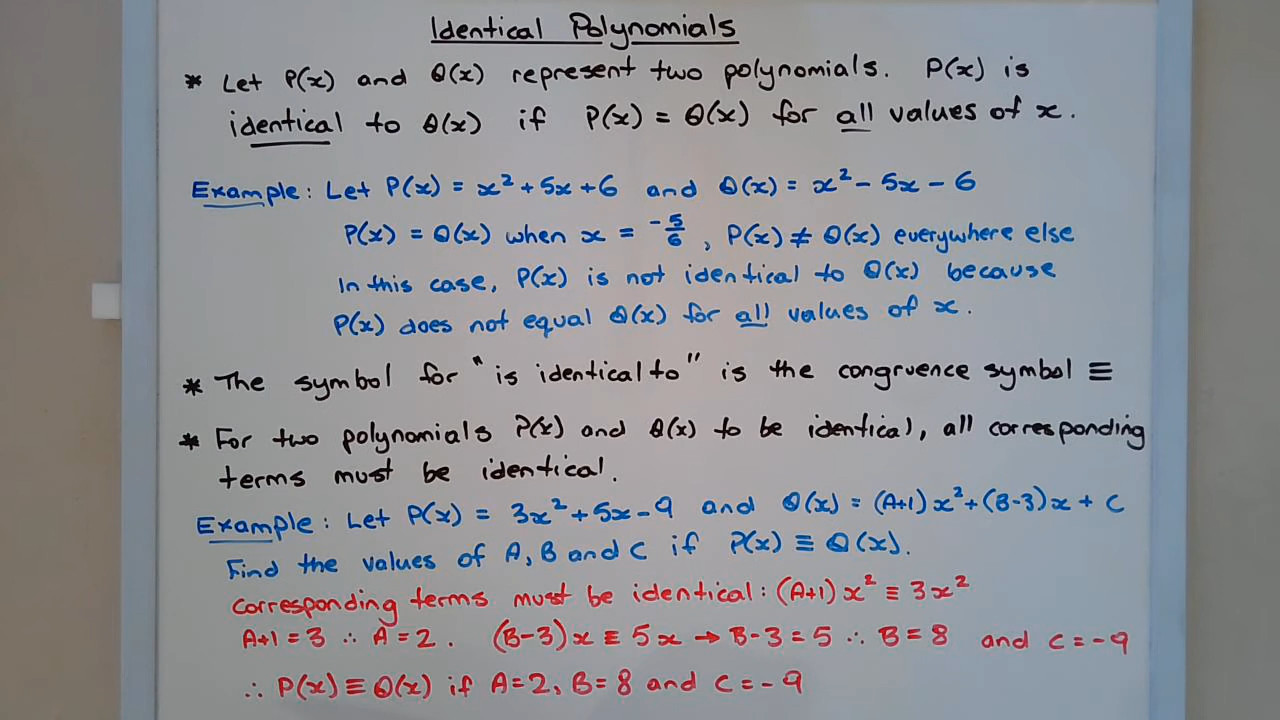 Identical Polynomials
* Let P(x) and Q(x) represent two polynomials. P(x) is
identical to Q(x) if P(x) = Q(x) for all values of x.
Example: Let P(x) = x² + 5x + 6 and Q(x) = x² - 5x - 6
P(x) = Q(x) when x = -5/6, P(x) ≠ Q(x) everywhere else
In this case, P(x) is not identical to Q(x) because
P(x) does not equal Q(x) for all values of x.
* The symbol for "is identical to" is the congruence symbol ≡
* For two polynomials P(x) and Q(x) to be identical, all corresponding
terms must be identical.
Example: Let P(x) = 3x² + 5x - 9 and Q(x) = (A+1)x² + (B-3)x + C
Find the values of A, B and C if P(x) ≡ Q(x).
Corresponding terms must be identical: (A+1)x² ≡ 3x²
A+1 = 3 ∴ A = 2. (B-3)x ≡ 5x → B-3 = 5 ∴ B = 8 and C = -9
∴ P(x) ≡ Q(x) if A=2, B=8 and C=-9